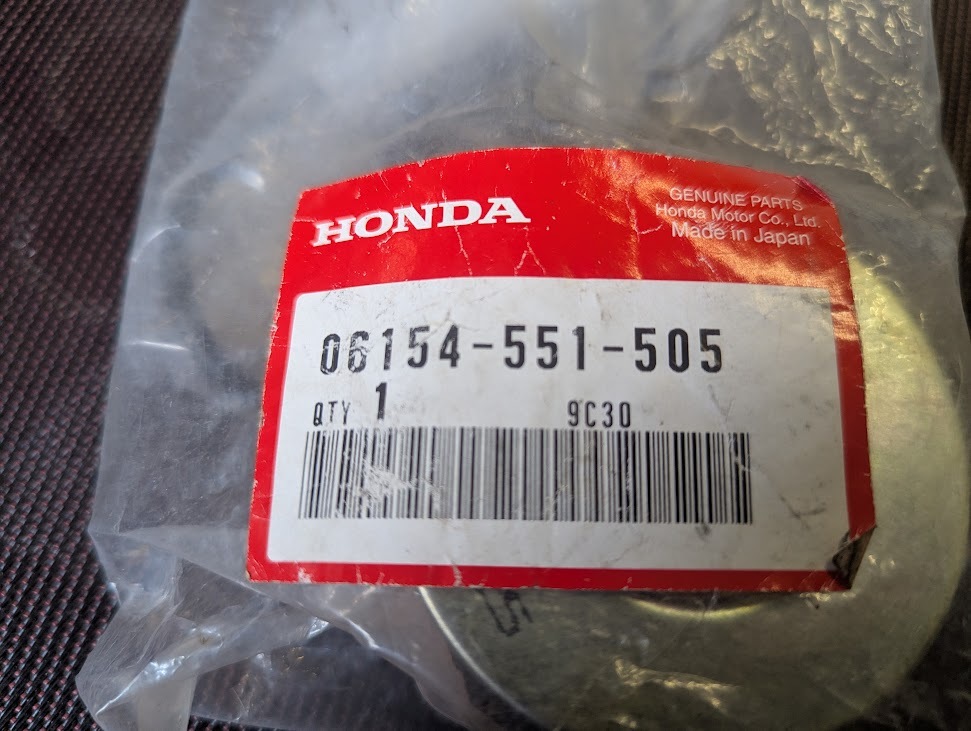 HONDA
GENUINE PARTS
Honda Motor Co., Ltd.
Made in Japan
06154-551-505
QTY 1 9C30